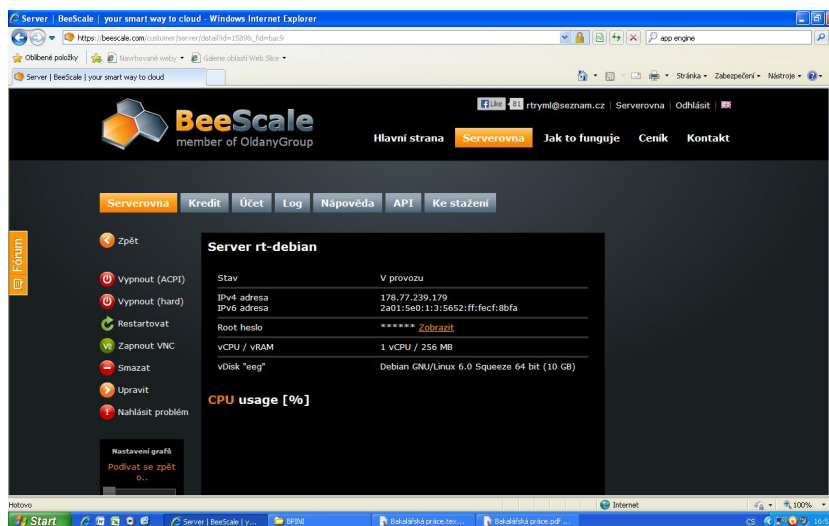 Server | BeeScale | your smart way to cloud - Windows Internet Explorer
https://beescale.com/customer/server/detail?id=1589&_fid=bac9
app engine
Oblíbené položky
Navrhované weby
Galerie oblastí Web Slice
Server | BeeScale | your smart way to cloud
Stránka
Zabezpečení
Nástroje
Like 81 rtryml@seznam.cz | Serverovna | Odhlásit |
BeeScale
member of OldanyGroup
Hlavní strana Serverovna Jak to funguje Ceník Kontakt
Serverovna Kredit Účet Log Nápověda API Ke stažení
Fórum
Zpět
Vypnout (ACPI)
Vypnout (hard)
Restartovat
Zapnout VNC
Smazat
Upravit
Nahlásit problém
Nastavení grafů
Podívat se zpět
o..
Server rt-debian
Stav V provozu
IPv4 adresa 178.77.239.179
IPv6 adresa 2a01:5e0:1:3:5652:ff:fecf:8bfa
Root heslo ****** Zobrazit
vCPU / vRAM 1 vCPU / 256 MB
vDisk "eeg" Debian GNU/Linux 6.0 Squeeze 64 bit (10 GB)
CPU usage [%]
Hotovo Internet 100%
Start Server | BeeScale | y... BPINI Bakalářská práce.tex... Bakalářská práce.pdf ... CS